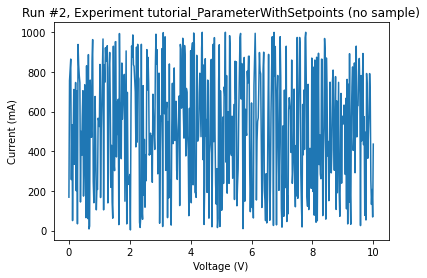 Run #2, Experiment tutorial_ParameterWithSetpoints (no sample)
1000
800
600
400
200
0
Current (mA)
0 2 4 6 8 10
Voltage (V)